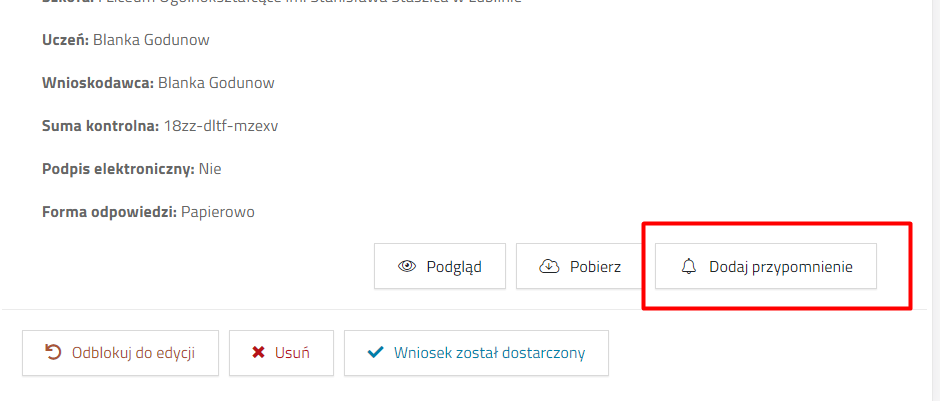 Uczeń: Blanka Godunow
Wnioskodawca: Blanka Godunow
Suma kontrolna: 18zz-dltf-mzexv
Podpis elektroniczny: Nie
Forma odpowiedzi: Papierowo
Podgląd Pobierz Dodaj przypomnienie
Odblokuj do edycji Usuń Wniosek został dostarczony